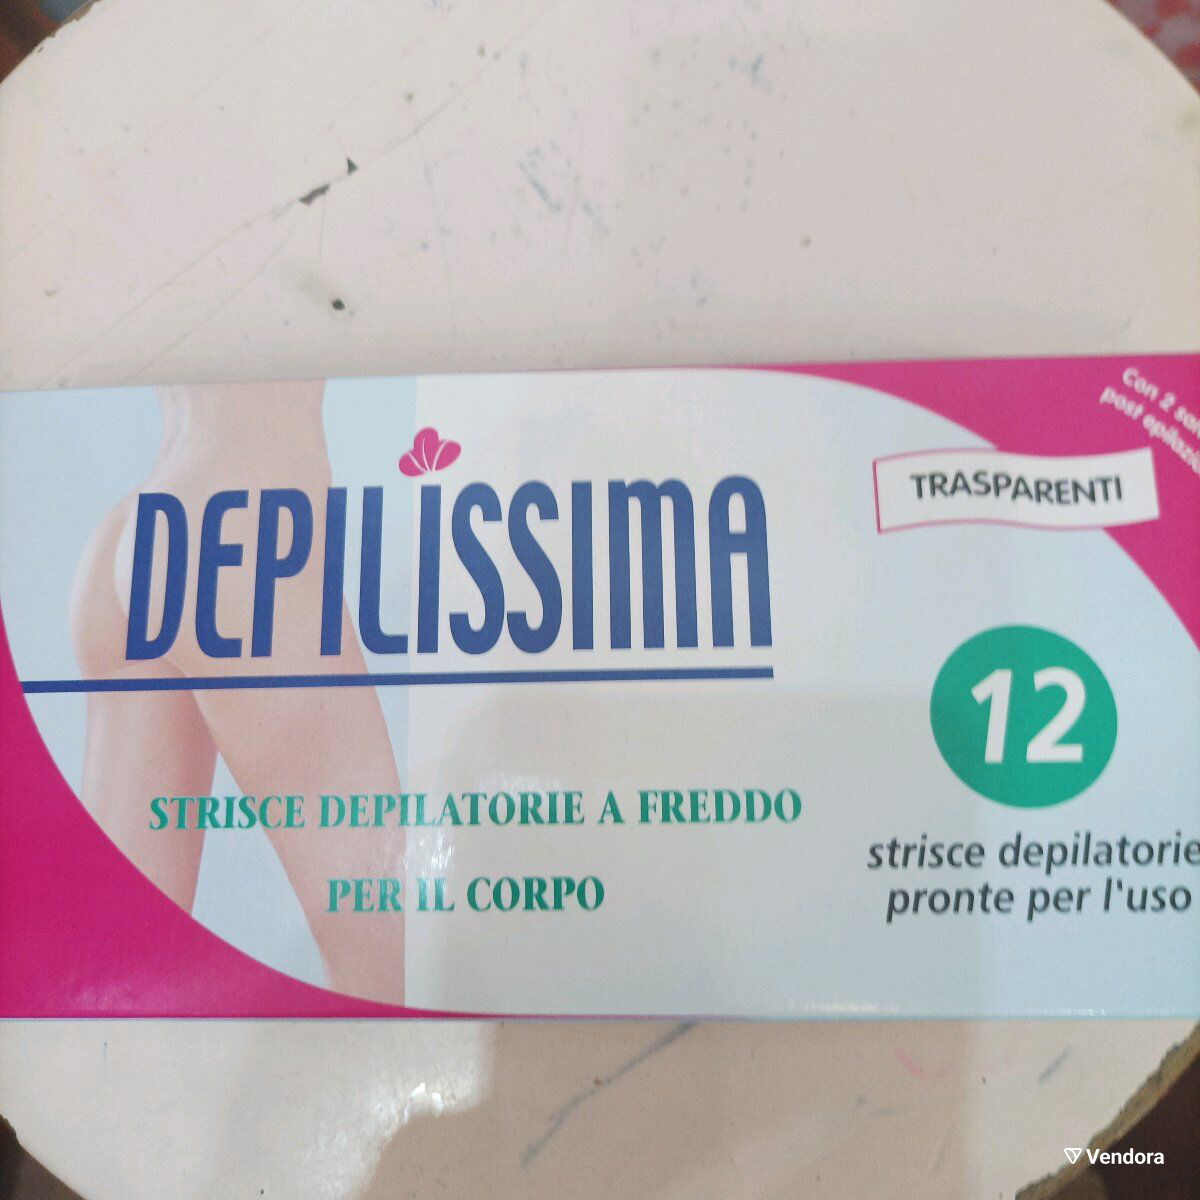 Con 2 
post 
TRASPARENTI
DEPILISSIMA
12
STRISCE DEPILATORIE A FREDDO
PER IL CORPO
strisce depilatorie
pronte per l'uso
Vendora